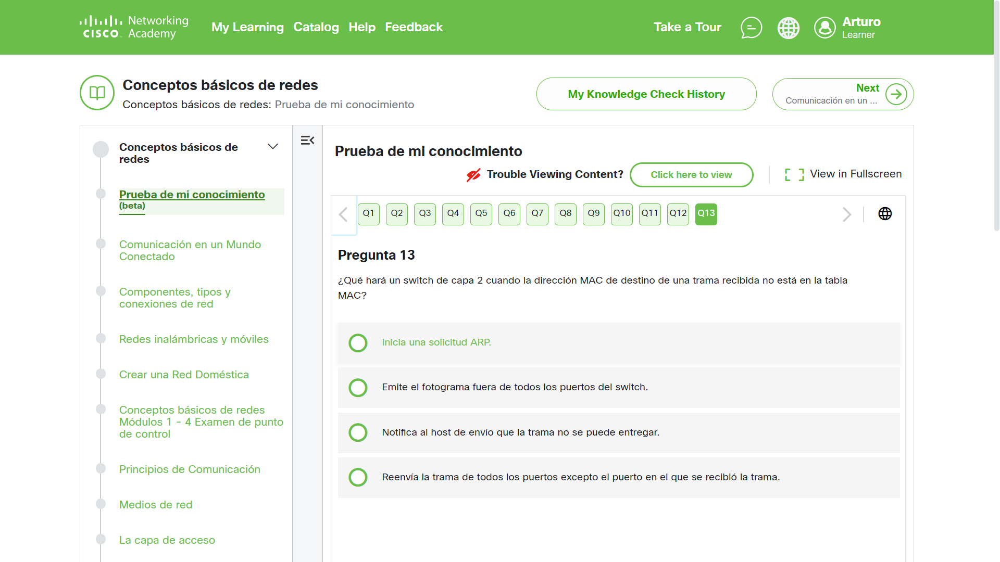 Networking
Academy
CISCO
My Learning
Catalog
Help
Feedback
Take a Tour
Arturo
Learner
Conceptos básicos de redes
Conceptos básicos de redes: Prueba de mi conocimiento
My Knowledge Check History
Next
Comunicación en un ...
Conceptos básicos de
redes
Prueba de mi conocimiento
(beta)
Comunicación en un Mundo
Conectado
Componentes, tipos y
conexiones de red
Redes inalámbricas y móviles
Crear una Red Doméstica
Conceptos básicos de redes
Módulos 1 - 4 Examen de punto
de control
Principios de Comunicación
Medios de red
La capa de acceso
Prueba de mi conocimiento
Trouble Viewing Content?
Click here to view
View in Fullscreen
Q1 Q2 Q3 Q4 Q5 Q6 Q7 Q8 Q9 Q10 Q11 Q12 Q13
Pregunta 13
¿Qué hará un switch de capa 2 cuando la dirección MAC de destino de una trama recibida no está en la tabla
MAC?
Inicia una solicitud ARP.
Emite el fotograma fuera de todos los puertos del switch.
Notifica al host de envío que la trama no se puede entregar.
Reenvía la trama de todos los puertos excepto el puerto en el que se recibió la trama.